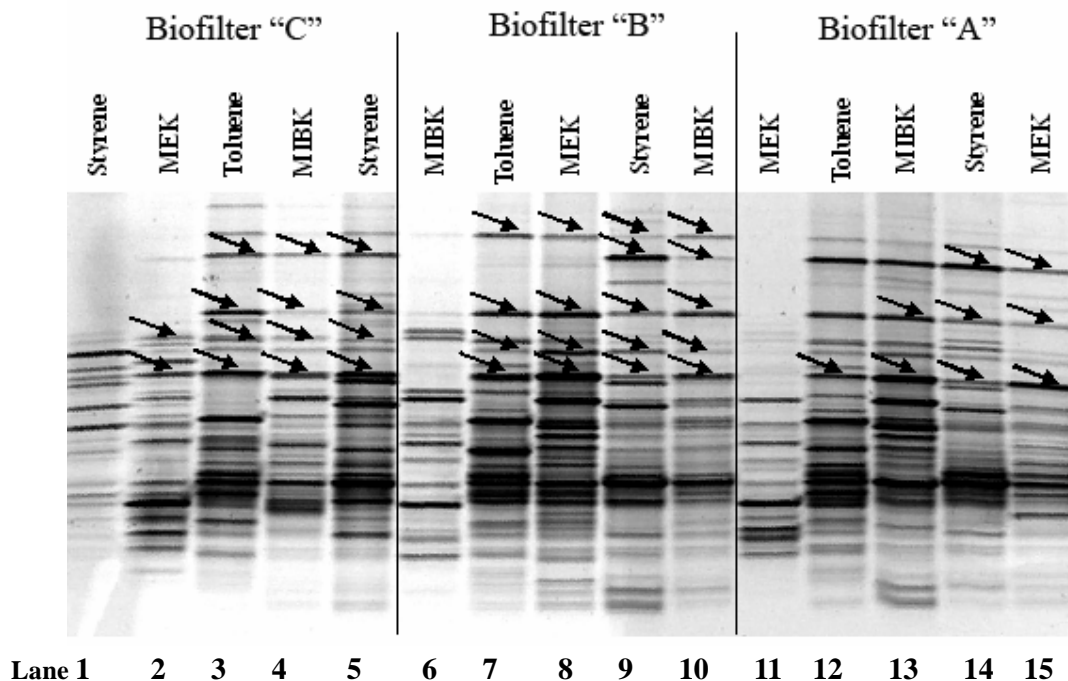 Biofilter “C” Biofilter “B” Biofilter “A”
Styrene MEK Toluene MIBK Styrene MIBK Toluene MEK Styrene MIBK MEK Toluene MIBK Styrene MEK
Lane 1 2 3 4 5 6 7 8 9 10 11 12 13 14 15